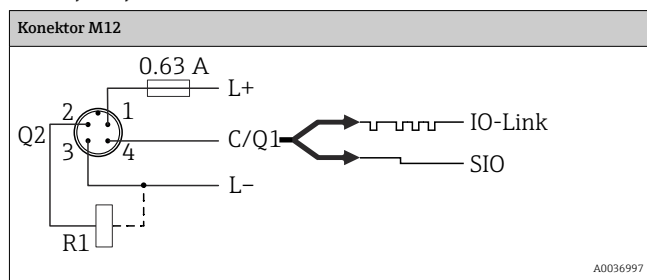 Konektor M12
0.63 A
L+
2
1
Q2
3
4
C/Q1
IO-Link
SIO
L–
R1
A0036997